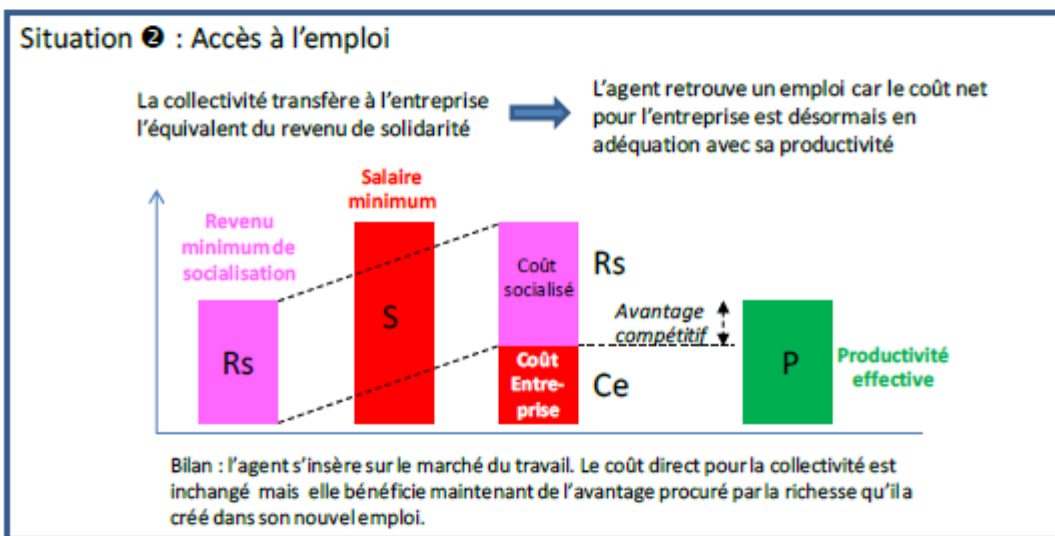 Situation ❷ : Accès à l’emploi
La collectivité transfère à l’entreprise
l’équivalent du revenu de solidarité
L’agent retrouve un emploi car le coût net
pour l’entreprise est désormais en
adéquation avec sa productivité
Salaire
minimum
Revenu
minimum de
socialisation
Rs
S
Coût
socialisé
Rs
Coût
Entre-
prise
Ce
Avantage
compétitif
P
Productivité
effective
Bilan : l’agent s’insère sur le marché du travail. Le coût direct pour la collectivité est
inchangé mais elle bénéficie maintenant de l’avantage procuré par la richesse qu’il a
créé dans son nouvel emploi.